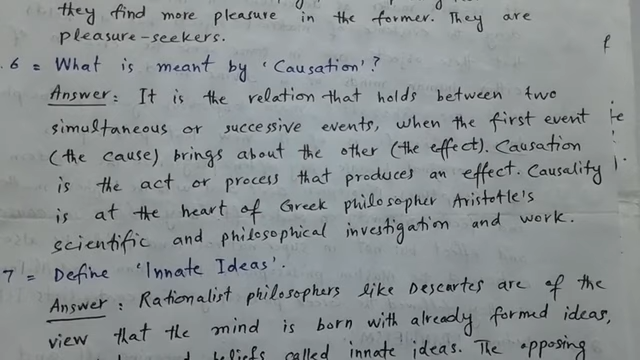 they find more pleasure in the former. They are
pleasure-seekers.
6 = What is meant by 'Causation'?
Answer: It is the relation that holds between two
simultaneous or successive events, when the first event
(the cause) brings about the other (the effect). Causation
is the act or process that produces an effect. Causality
is at the heart of Greek philosopher Aristotle's
scientific and philosophical investigation and work.
7 = Define 'Innate Ideas'.
Answer: Rationalist philosophers like Descartes are of the
view that the mind is born with already formed ideas,
beliefs called innate ideas. The opposing